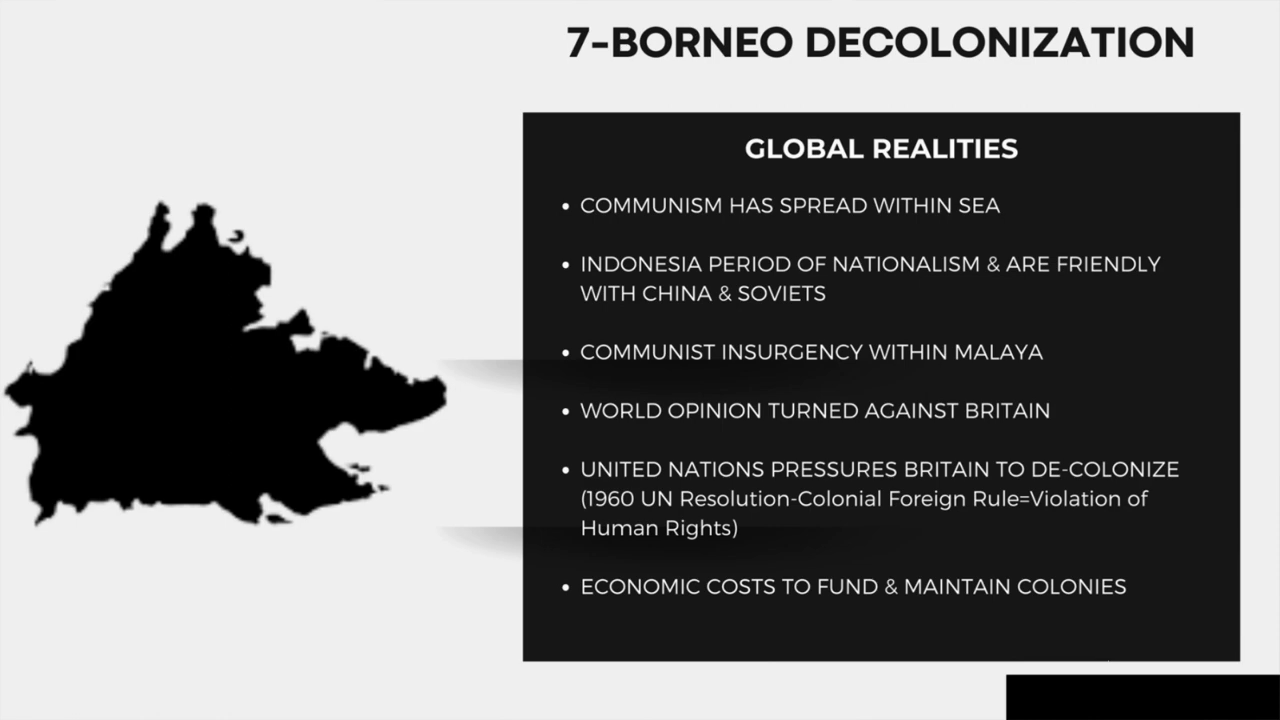 7-BORNEO DECOLONIZATION
GLOBAL REALITIES
• COMMUNISM HAS SPREAD WITHIN SEA
• INDONESIA PERIOD OF NATIONALISM & ARE FRIENDLY
WITH CHINA & SOVIETS
• COMMUNIST INSURGENCY WITHIN MALAYA
• WORLD OPINION TURNED AGAINST BRITAIN
• UNITED NATIONS PRESSURES BRITAIN TO DE-COLONIZE
(1960 UN Resolution-Colonial Foreign Rule=Violation of
Human Rights)
• ECONOMIC COSTS TO FUND & MAINTAIN COLONIES